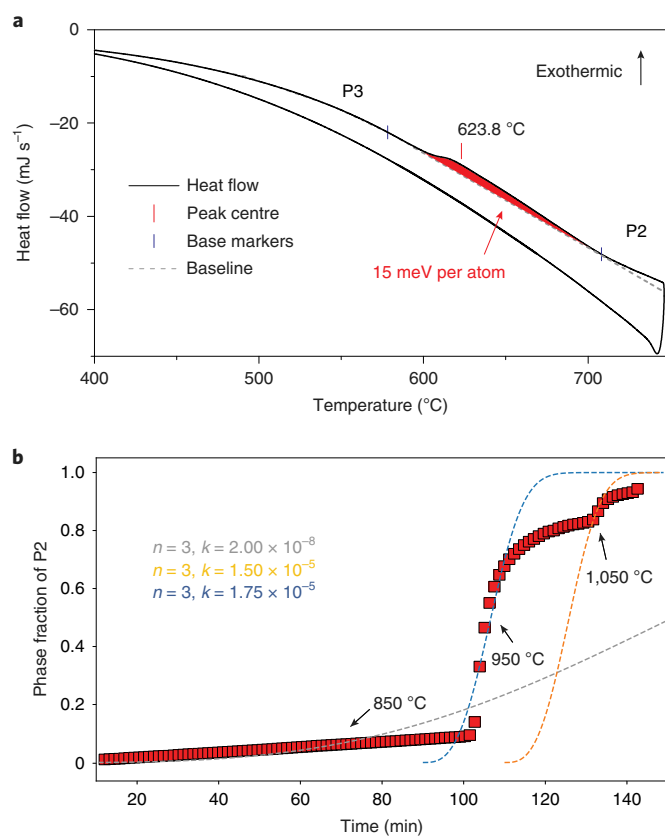 a
0
−20
−40
−60
Heat flow (mJ s⁻¹)
P3
623.8 °C
Exothermic
Heat flow
Peak centre
Base markers
Baseline
15 meV per atom
P2
400
500
600
700
Temperature (°C)
b
1.0
0.8
0.6
0.4
0.2
0
Phase fraction of P2
n = 3, k = 2.00 × 10⁻⁸
n = 3, k = 1.50 × 10⁻⁵
n = 3, k = 1.75 × 10⁻⁵
850 °C
950 °C
1,050 °C
20
40
60
80
100
120
140
Time (min)